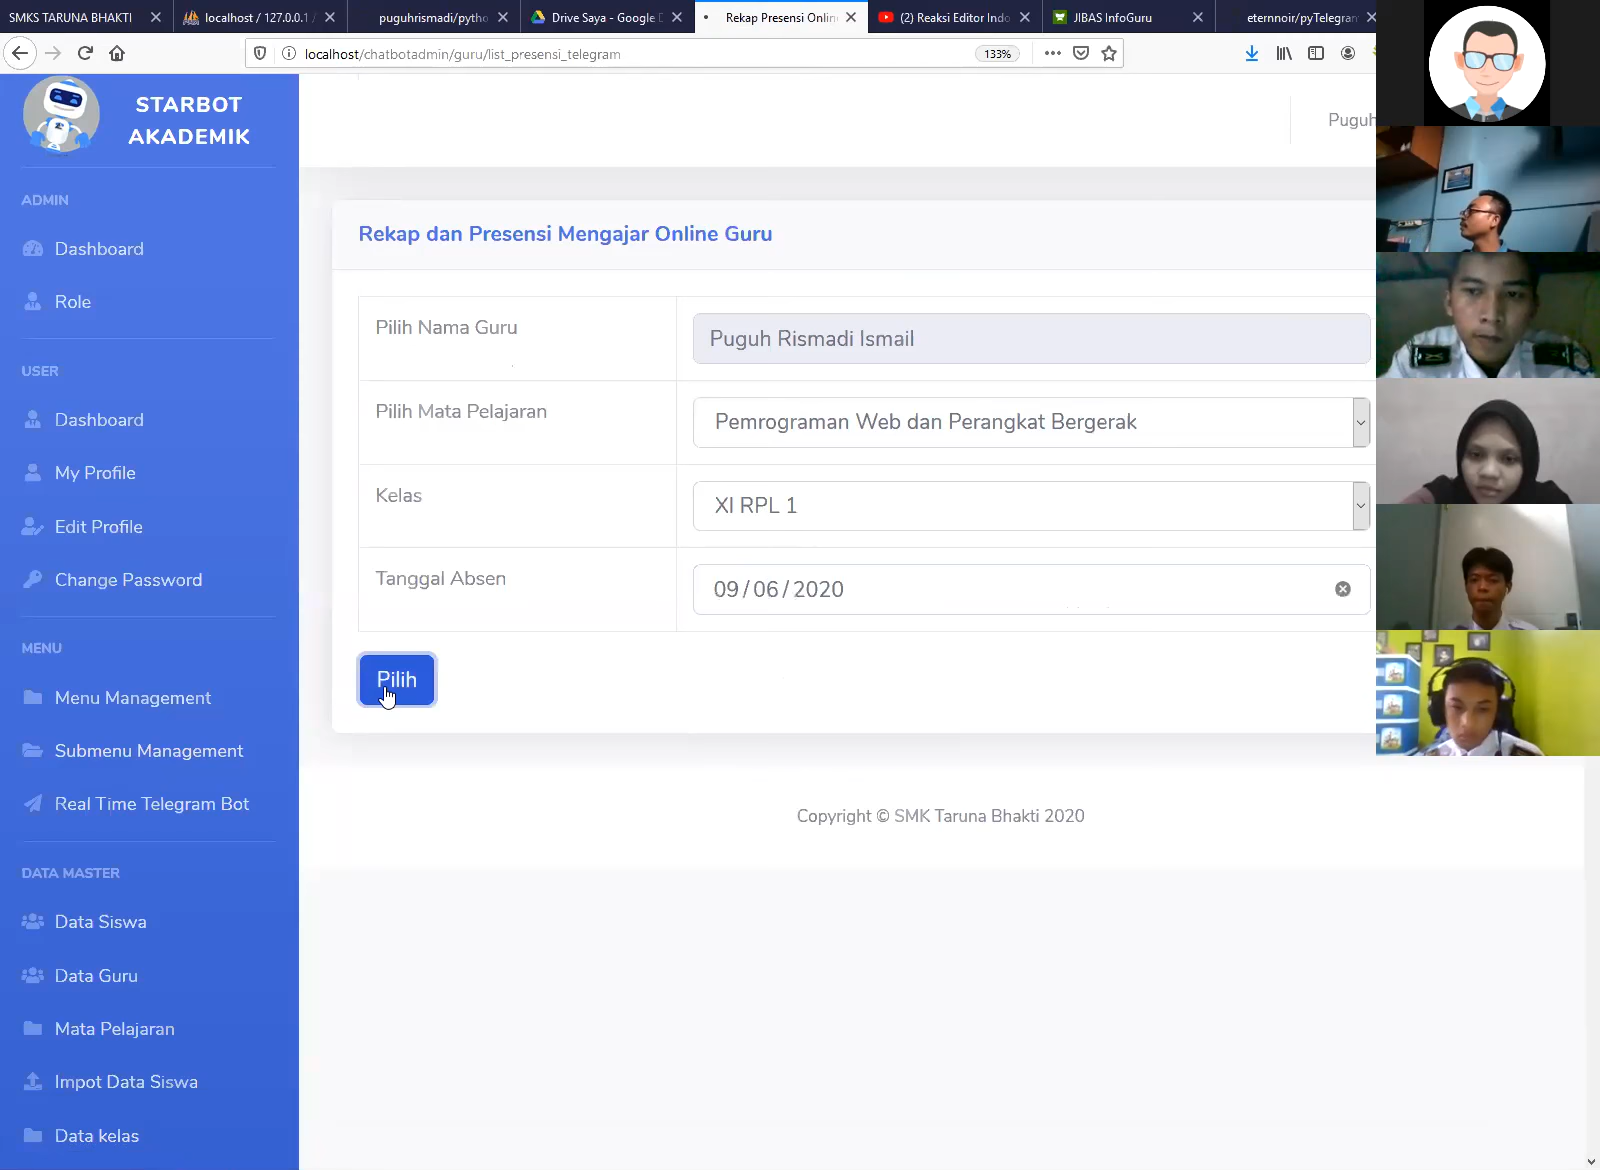 SMKS TARUNA BHAKTI
localhost / 127.0.0.1 /
puguhrismadi/pytho
Drive Saya - Google D
Rekap Presensi Onlin
(2) Reaksi Editor Indo
JIBAS InfoGuru
eternnoir/pyTelegram
localhost/chatbotadmin/guru/list_presensi_telegram
133%
STARBOT
AKADEMIK
Puguh
ADMIN
Dashboard
Role
USER
Dashboard
My Profile
Edit Profile
Change Password
MENU
Menu Management
Submenu Management
Real Time Telegram Bot
DATA MASTER
Data Siswa
Data Guru
Mata Pelajaran
Impot Data Siswa
Data kelas
Rekap dan Presensi Mengajar Online Guru
Pilih Nama Guru
Puguh Rismadi Ismail
Pilih Mata Pelajaran
Pemrograman Web dan Perangkat Bergerak
Kelas
XI RPL 1
Tanggal Absen
09 / 06 / 2020
Pilih
Copyright © SMK Taruna Bhakti 2020